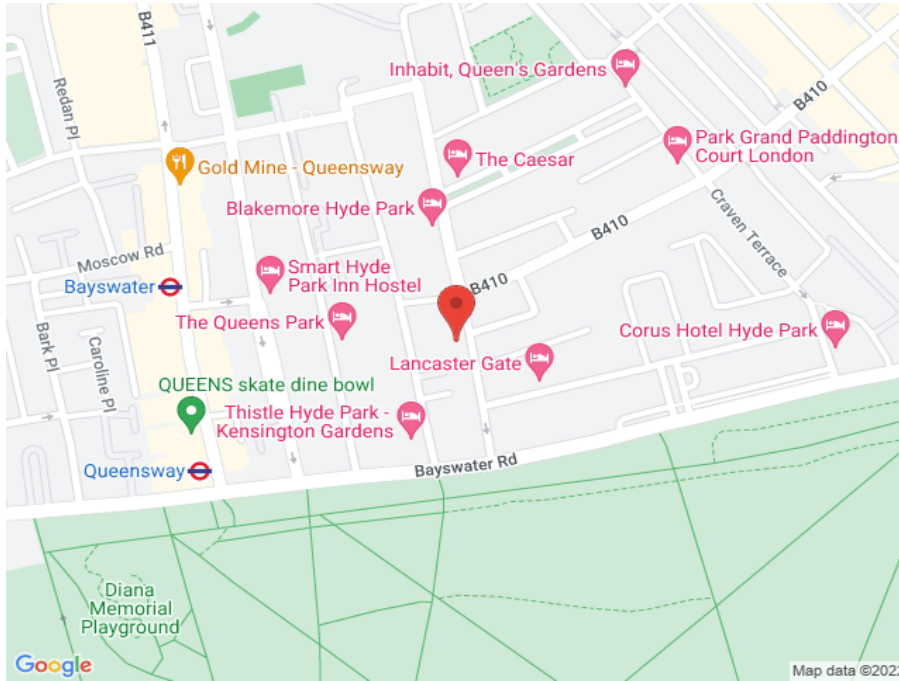 B411
Redan Pl
Inhabit, Queen's Gardens
B410
Gold Mine - Queensway
The Caesar
Park Grand Paddington
Court London
Blakemore Hyde Park
Craven Terrace
B410
Moscow Rd
Bayswater
Smart Hyde
Park Inn Hostel
B410
The Queens Park
Bark Pl
Caroline Pl
Corus Hotel Hyde Park
Lancaster Gate
QUEENS skate dine bowl
Thistle Hyde Park -
Kensington Gardens
Queensway
Bayswater Rd
Diana
Memorial
Playground
Google
Map data ©2022